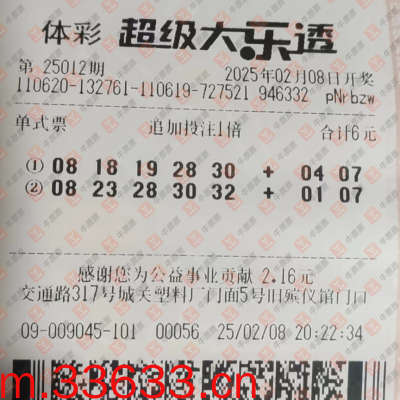 体彩 超级大乐透
第 25012期 2025年02月08日开奖
110620-132761-110619-727521 946332 pNrbzw
单式票 追加投注1倍 合计6元
① 08 18 19 28 30 + 04 07
② 08 23 28 30 32 + 01 07
感谢您为公益事业贡献 2.16元
交通路317号城关塑料厂门面5号旧殡仪馆门口
09-009045-101 00056 25/02/08 20:22:34
m.33633.cn